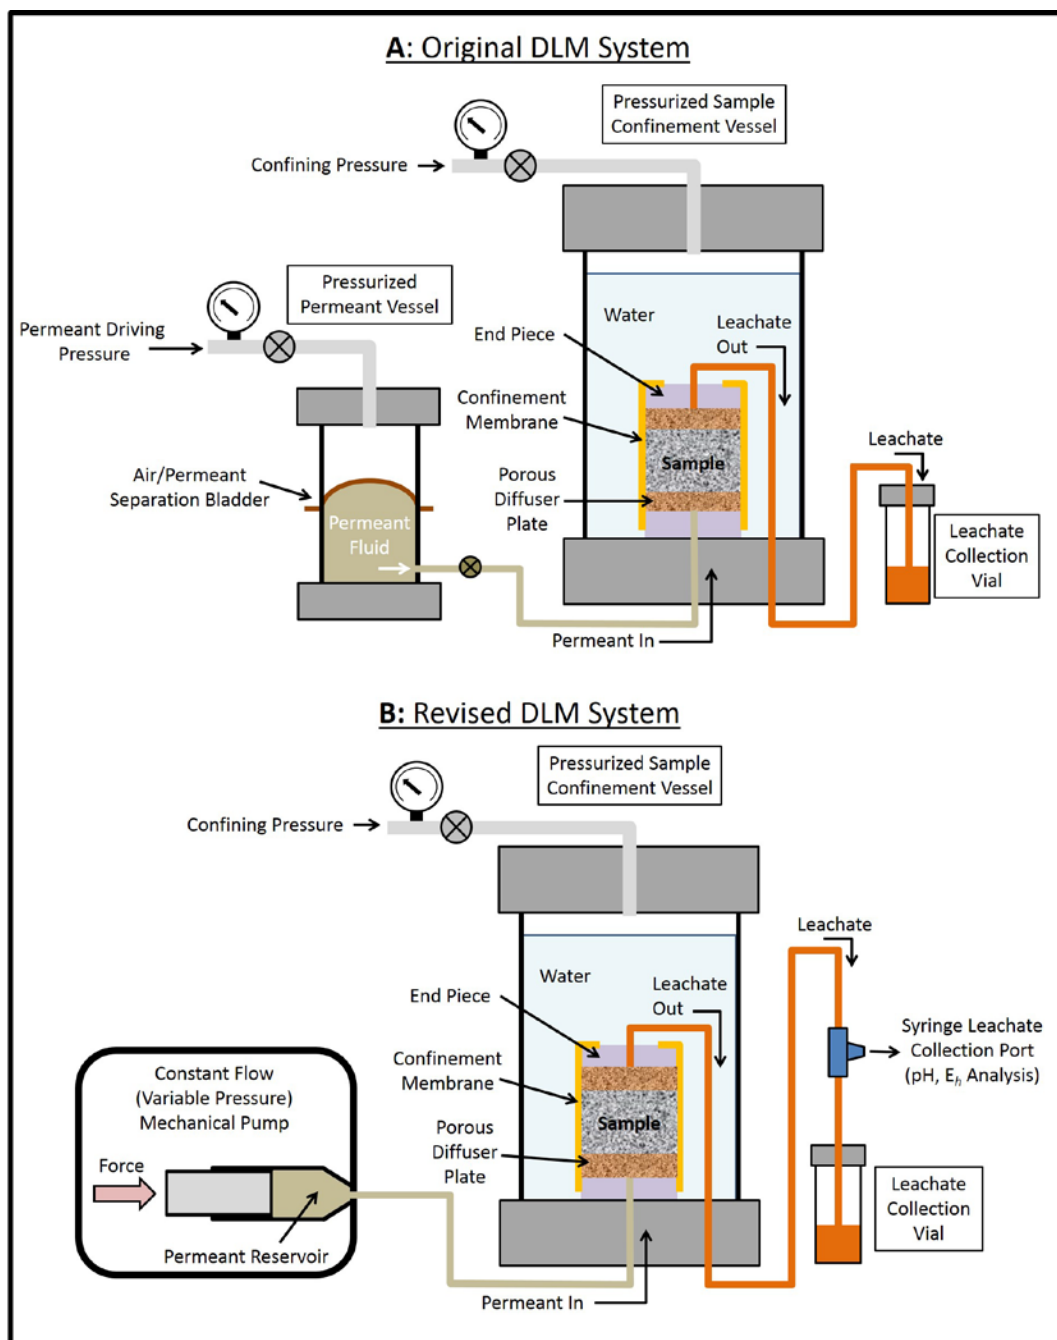 A: Original DLM System
Pressurized Sample
Confinement Vessel
Confining Pressure
Pressurized
Permeant Vessel
Permeant Driving
Pressure
Water
Leachate
Out
End Piece
Confinement
Membrane
Sample
Porous
Diffuser
Plate
Air/Permeant
Separation Bladder
Permeant
Fluid
Leachate
Leachate
Collection
Vial
Permeant In
B: Revised DLM System
Pressurized Sample
Confinement Vessel
Confining Pressure
Leachate
Water
Leachate
Out
End Piece
Syringe Leachate
Collection Port
(pH, Eh Analysis)
Confinement
Membrane
Sample
Porous
Diffuser
Plate
Constant Flow
(Variable Pressure)
Mechanical Pump
Force
Permeant Reservoir
Leachate
Collection
Vial
Permeant In